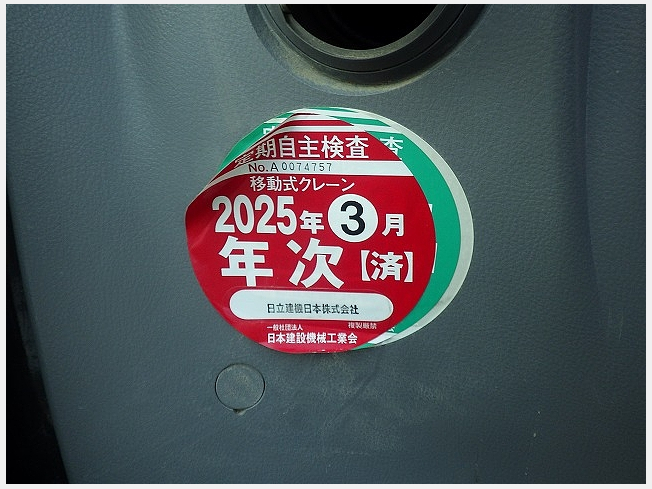 定期自主検査
査
No.A 0074757
移動式クレーン
2025年3月
年次【済】
日立建機日本株式会社
一般社団法人
複製厳禁
日本建設機械工業会